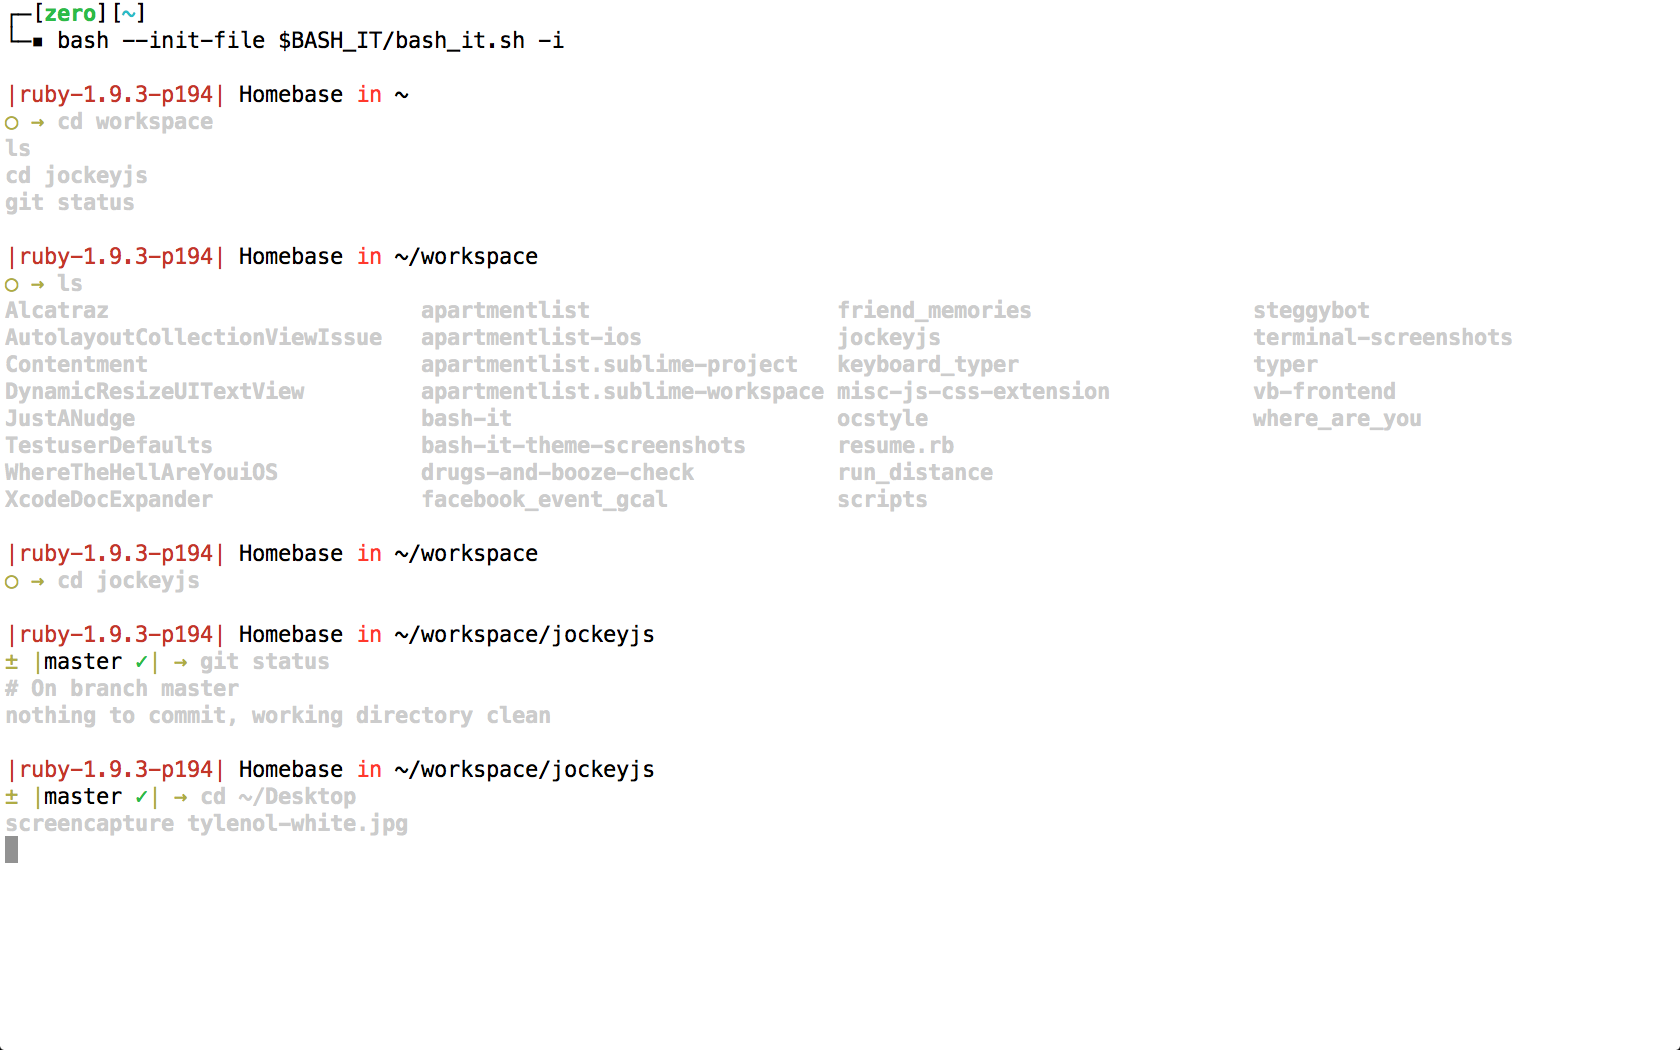 ┌─[zero][~]
└─▪ bash --init-file $BASH_IT/bash_it.sh -i

|ruby-1.9.3-p194| Homebase in ~
○ → cd workspace
ls
cd jockeyjs
git status

|ruby-1.9.3-p194| Homebase in ~/workspace
○ → ls
Alcatraz                        apartmentlist                   friend_memories                 steggybot
AutolayoutCollectionViewIssue   apartmentlist-ios               jockeyjs                        terminal-screenshots
Contentment                     apartmentlist.sublime-project   keyboard_typer                  typer
DynamicResizeUITextView         apartmentlist.sublime-workspace misc-js-css-extension           vb-frontend
JustANudge                      bash-it                         ocstyle                         where_are_you
TestuserDefaults                bash-it-theme-screenshots       resume.rb
WhereTheHellAreYouiOS           drugs-and-booze-check           run_distance
XcodeDocExpander                facebook_event_gcal             scripts

|ruby-1.9.3-p194| Homebase in ~/workspace
○ → cd jockeyjs

|ruby-1.9.3-p194| Homebase in ~/workspace/jockeyjs
± |master ✓| → git status
# On branch master
nothing to commit, working directory clean

|ruby-1.9.3-p194| Homebase in ~/workspace/jockeyjs
± |master ✓| → cd ~/Desktop
screencapture tylenol-white.jpg